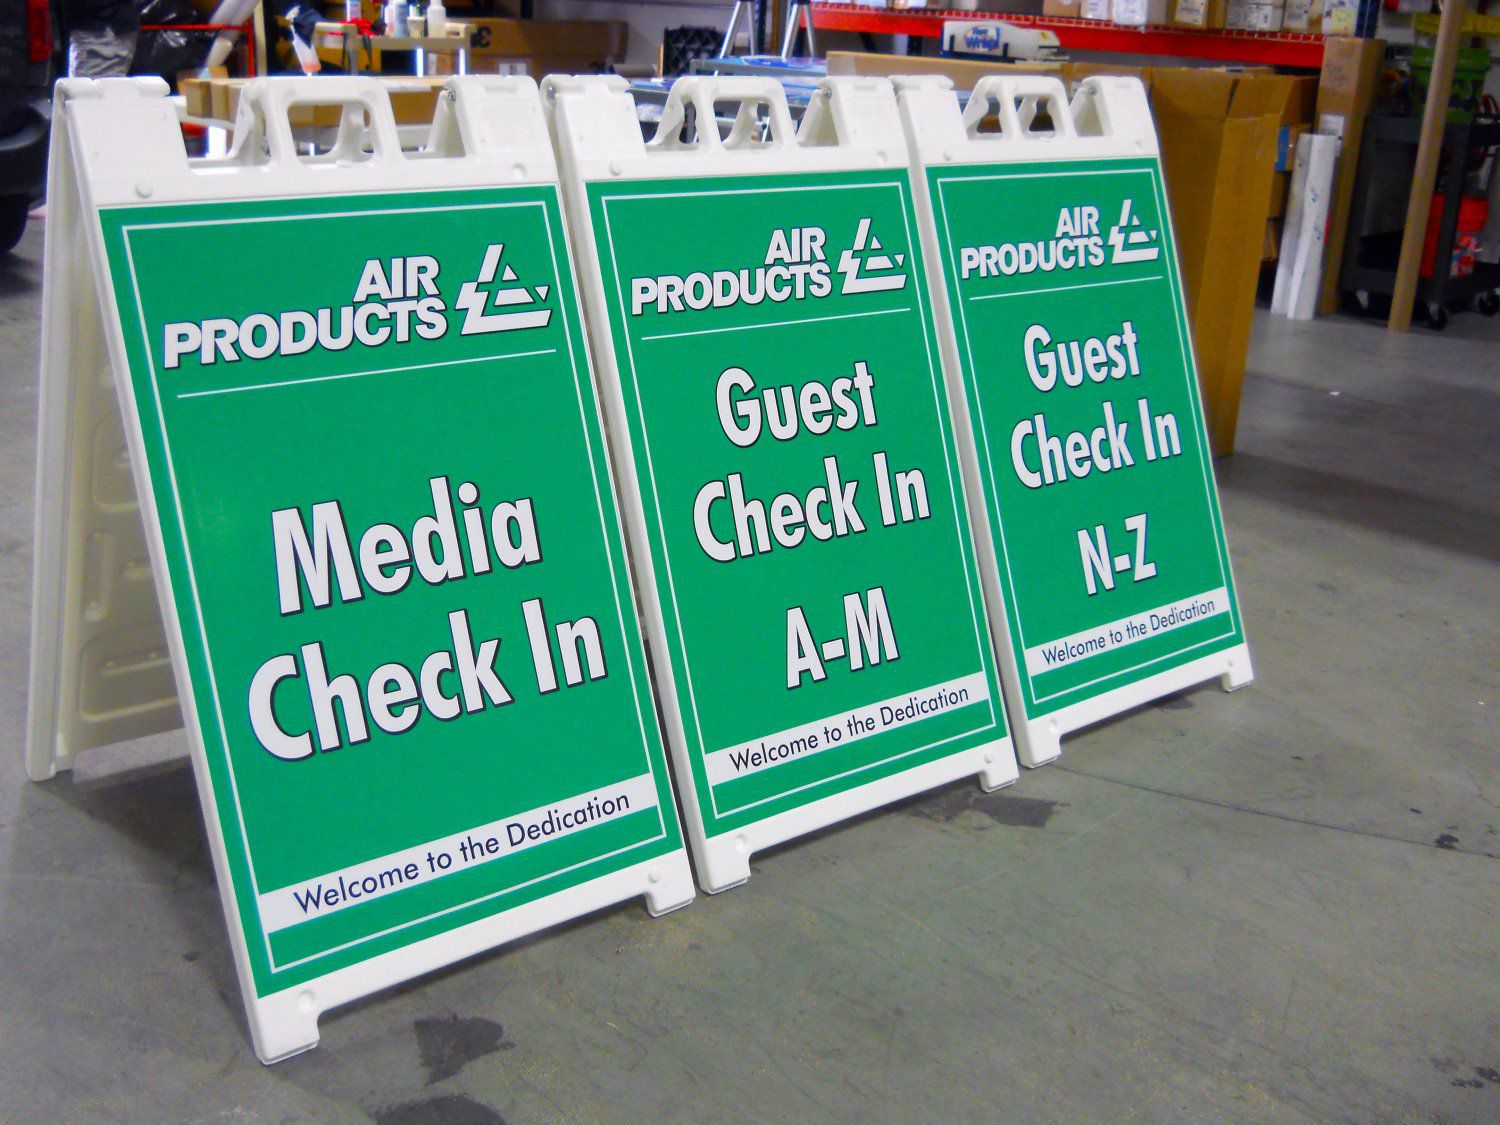 AIR
PRODUCTS
Media
Check In
Welcome to the Dedication
AIR
PRODUCTS
Guest
Check In
A-M
Welcome to the Dedication
AIR
PRODUCTS
Guest
Check In
N-Z
Welcome to the Dedication